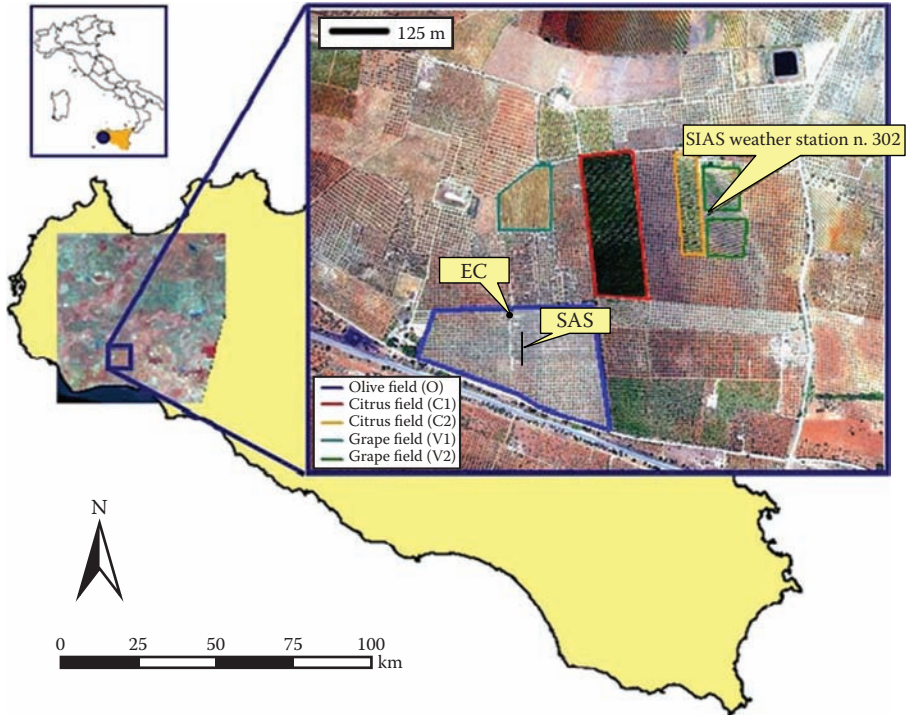 125 m
SIAS weather station n. 302
EC
SAS
Olive field (O)
Citrus field (C1)
Citrus field (C2)
Grape field (V1)
Grape field (V2)
N
0 25 50 75 100
km